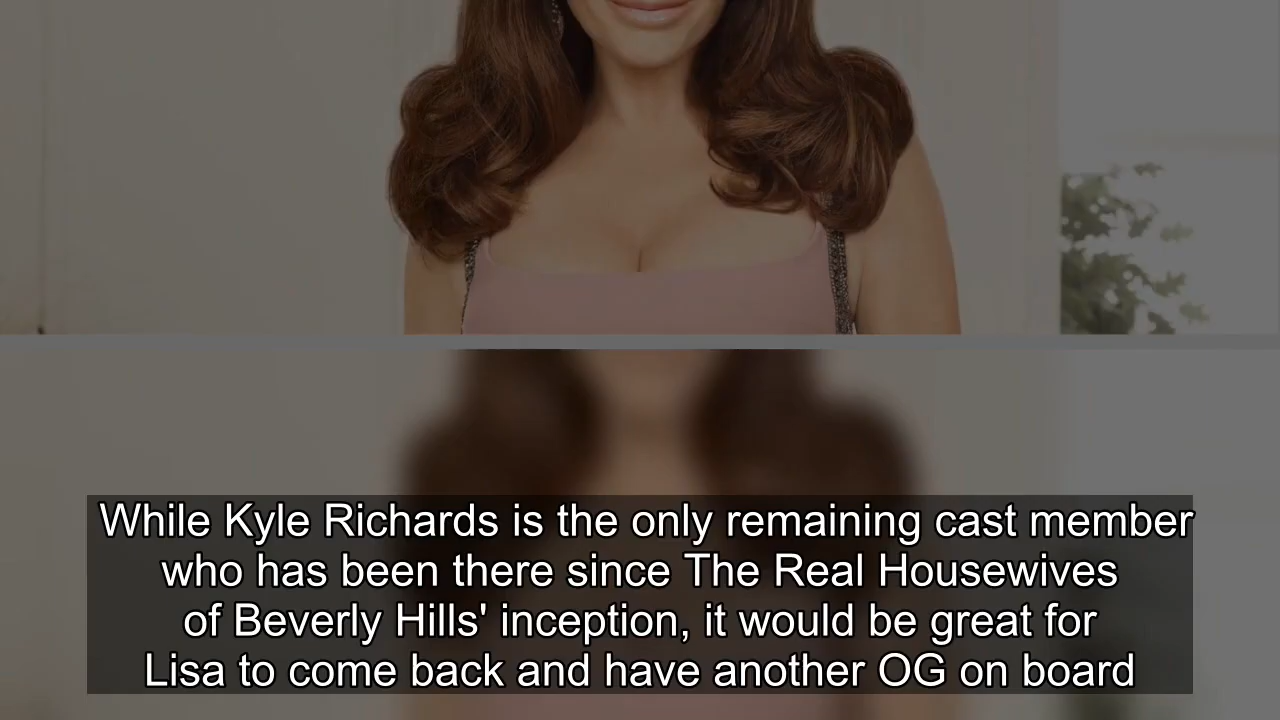 While Kyle Richards is the only remaining cast member
who has been there since The Real Housewives
of Beverly Hills' inception, it would be great for
Lisa to come back and have another OG on board